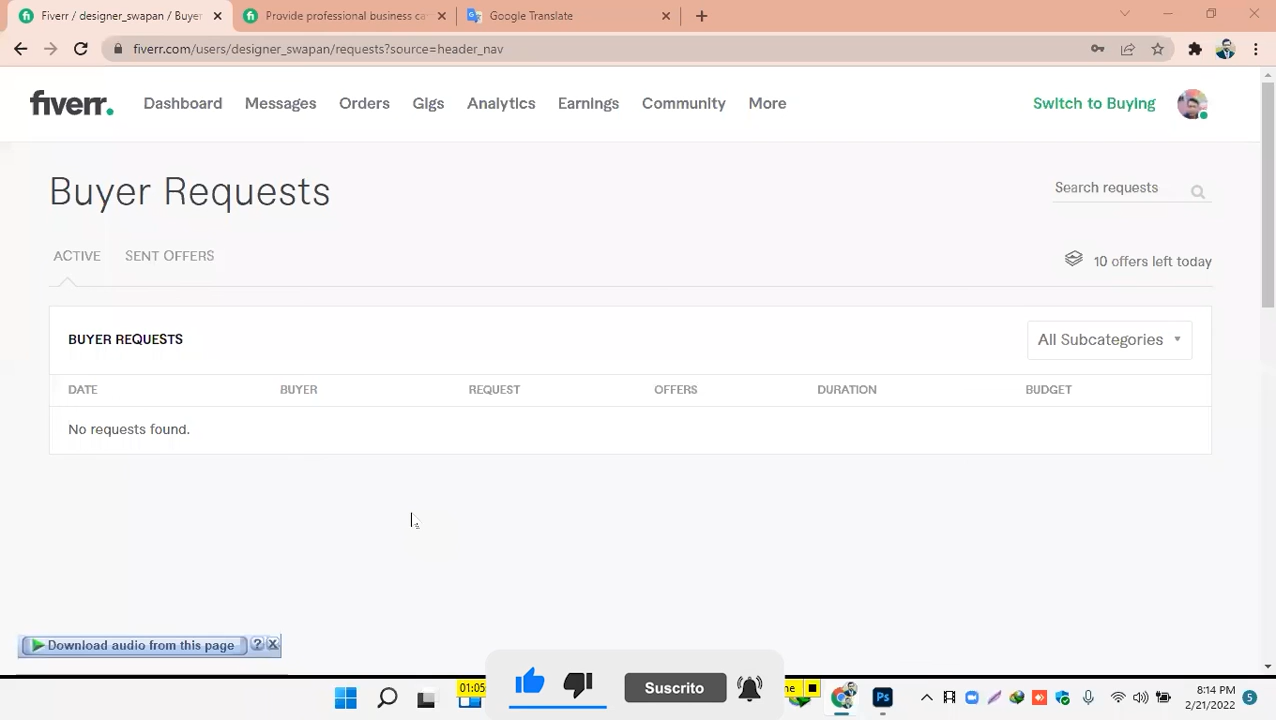 Fiverr / designer_swapan / Buyer
Provide professional business ca
Google Translate
fiverr.com/users/designer_swapan/requests?source=header_nav
fiverr.
Dashboard
Messages
Orders
Gigs
Analytics
Earnings
Community
More
Switch to Buying
Buyer Requests
Search requests
ACTIVE
SENT OFFERS
10 offers left today
BUYER REQUESTS
All Subcategories
DATE
BUYER
REQUEST
OFFERS
DURATION
BUDGET
No requests found.
Download audio from this page
?
Suscrito
01:05
me
Ps
8:14 PM
2/21/2022
5